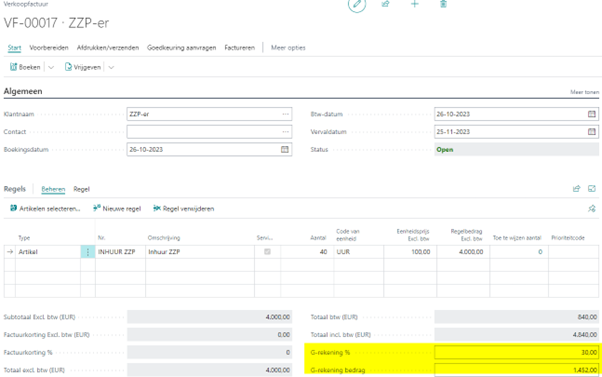 Verkoopfactuur
VF-00017 · ZZP-er
Start Voorbereiden Afdrukken/verzenden Goedkeuring aanvragen Factureren Meer opties
Boeken Vrijgeven
Algemeen Meer tonen
Klantnaam ZZP-er Btw-datum 26-10-2023
Contact Vervaldatum 25-11-2023
Boekingsdatum 26-10-2023 Status Open
Regels Beheren Regel
Artikelen selecteren... Nieuwe regel Regel verwijderen
Type Nr. Omschrijving Servi... Aantal Code van eenheid Eenheidsprijs Excl. btw Regelbedrag Excl. btw Toe te wijzen aantal Prioriteitcode
Artikel INHUUR ZZP Inhuur ZZP 40 UUR 100,00 4.000,00 0
Subtotaal Excl. btw (EUR) 4.000,00 Totaal btw (EUR) 840,00
Factuurkorting Excl. btw (EUR) 0,00 Totaal incl. btw (EUR) 4.840,00
Factuurkorting % 0 G-rekening % 30,00
Totaal excl. btw (EUR) 4.000,00 G-rekening bedrag 1.452,00